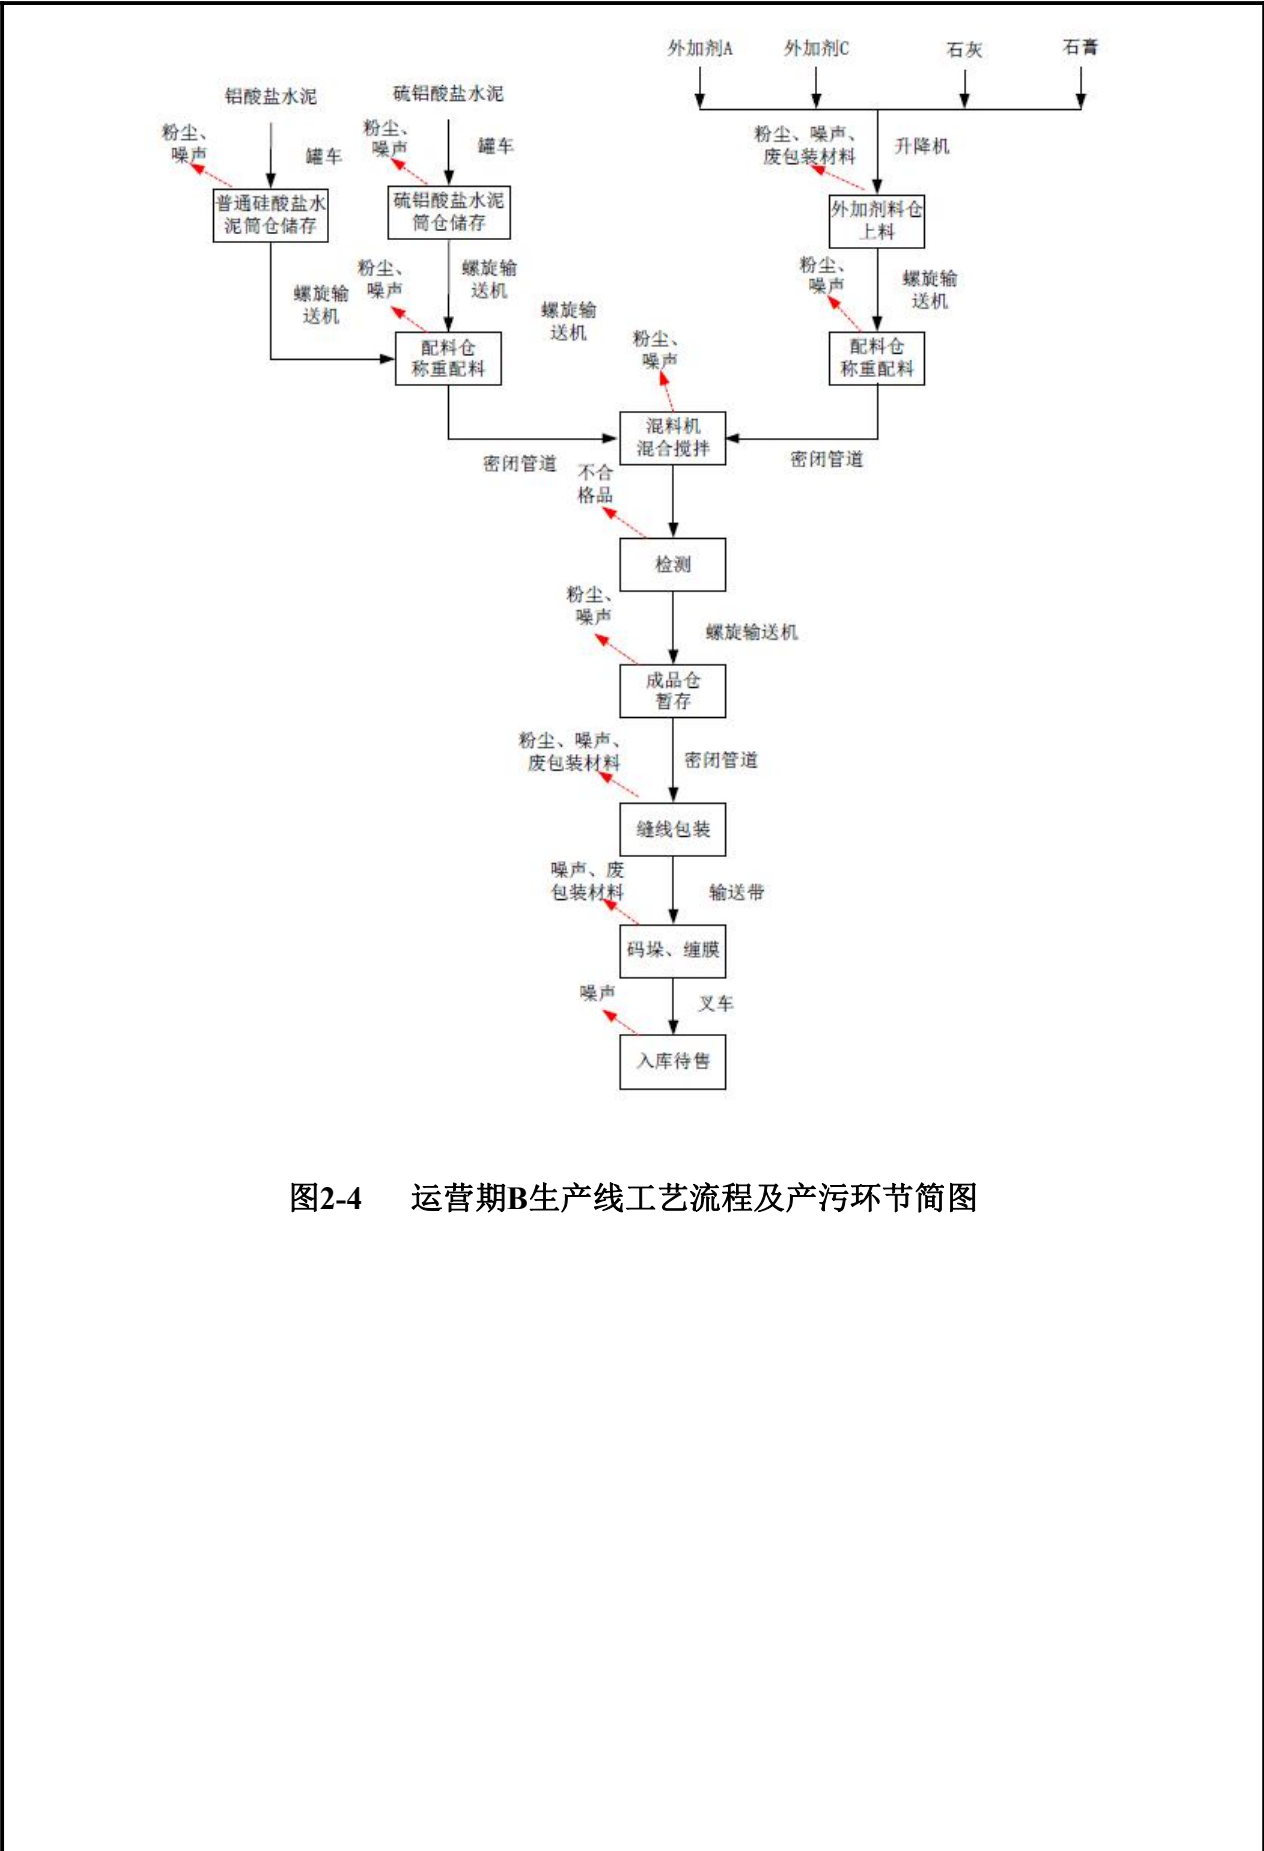 外加剂A
外加剂C
石灰
石膏
铝酸盐水泥
硫铝酸盐水泥
粉尘、
噪声
罐车
粉尘、
噪声
罐车
粉尘、噪声、
废包装材料
升降机
普通硅酸盐水
泥筒仓储存
硫铝酸盐水泥
筒仓储存
外加剂料仓
上料
螺旋输
送机
粉尘、
噪声
螺旋输
送机
螺旋输
送机
粉尘、
噪声
螺旋输
送机
配料仓
称重配料
粉尘、
噪声
配料仓
称重配料
混料机
混合搅拌
密闭管道
密闭管道
不合
格品
检测
粉尘、
噪声
螺旋输送机
成品仓
暂存
粉尘、噪声、
废包装材料
密闭管道
缝线包装
噪声、废
包装材料
输送带
码垛、缠膜
噪声
叉车
入库待售
图2-4 运营期B生产线工艺流程及产污环节简图